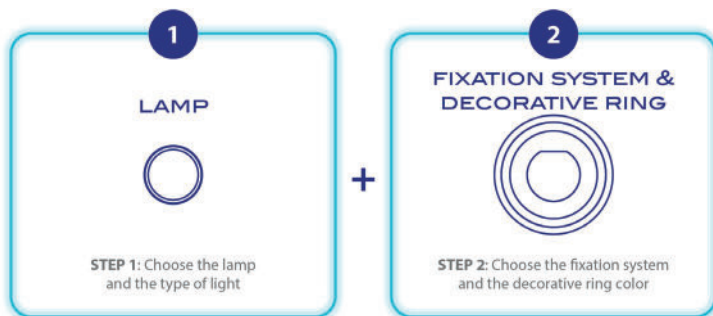 1
LAMP
STEP 1: Choose the lamp
and the type of light
+
2
FIXATION SYSTEM &
DECORATIVE RING
STEP 2: Choose the fixation system
and the decorative ring color